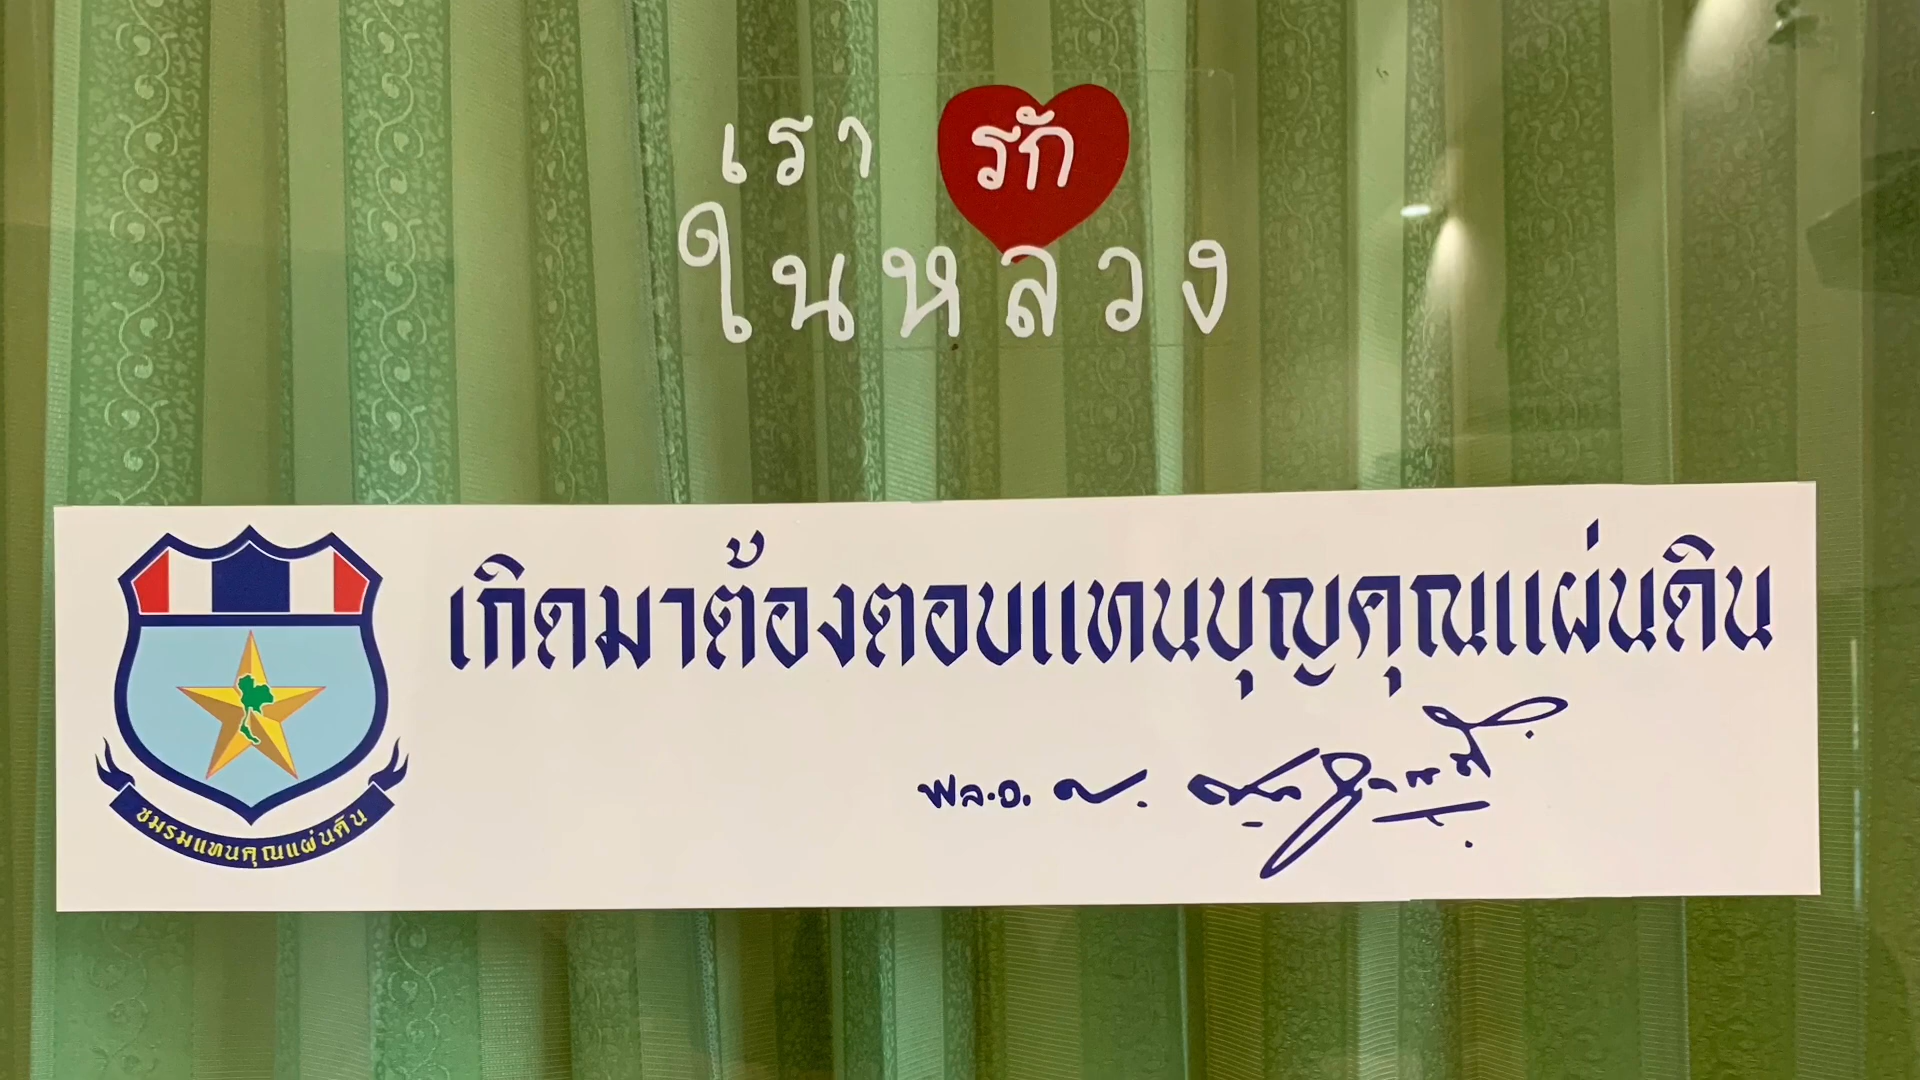 เรา รัก
ในหลวง
เกิดมาต้องตอบแทนบุญคุณแผ่นดิน
พล.อ. ป.
ชมรมแทนคุณแผ่นดิน